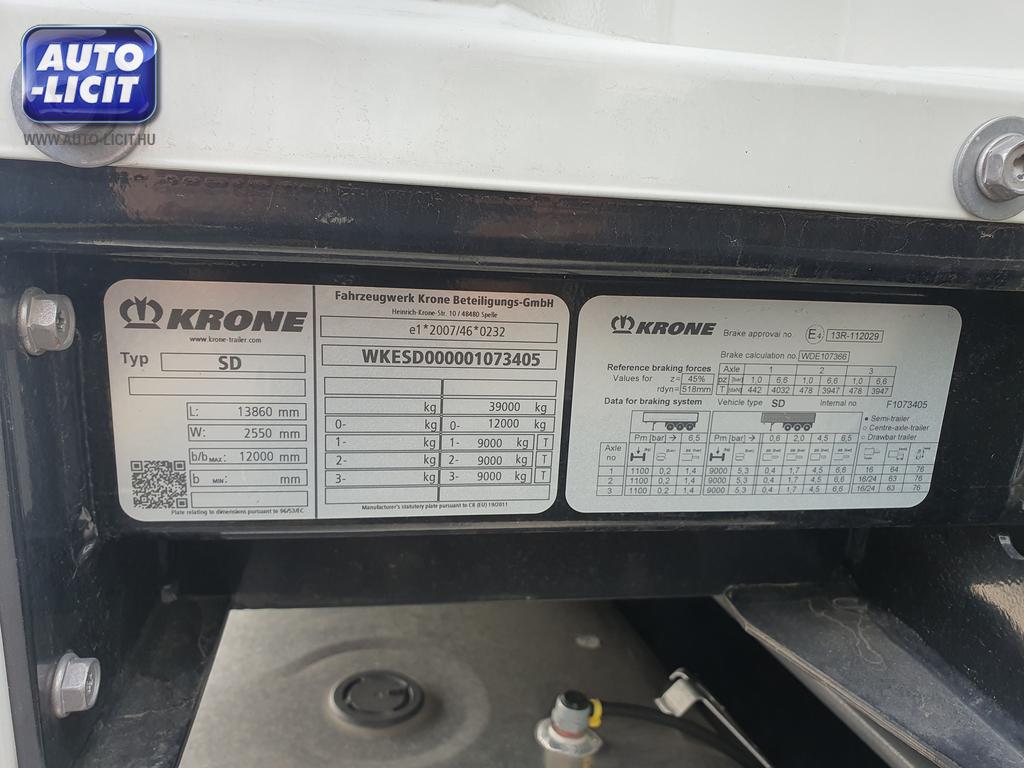 AUTO
-LICIT
WWW.AUTO-LICIT.HU
KRONE
www.krone-trailer.com
Typ SD
L: 13860 mm
W: 2550 mm
b/b MAX: 12000 mm
b MIN: mm
Plate relating to dimensions pursuant to 96/53/EC
Fahrzeugwerk Krone Beteiligungs-GmbH
Heinrich-Krone-Str. 10 / 48480 Spelle
e1*2007/46*0232
WKESD000001073405
kg 39000 kg
0- kg 0- 12000 kg
1- kg 1- 9000 kg T
2- kg 2- 9000 kg T
3- kg 3- 9000 kg T
Manufacturer's statutory plate pursuant to CR (EU) 19/2011
KRONE
Brake approval no E4 13R-112029
Brake calculation no. WDE107366
Reference braking forces Axle 1 2 3
Values for z= 45% pz [bar] 1,0 6,6 1,0 6,6 1,0 6,6
rdyn= 518mm T [daN] 442 4032 478 3947 478 3947
Data for braking system Vehicle type SD Internal no. F1073405
Semi-trailer
Centre-axle-trailer
Drawbar trailer
Pm [bar] → 6,5 Pm [bar] → 0,6 2,0 4,5 6,5
Axle
no
1 1100 0,2 1,4 9000 5,3 0,4 1,7 4,5 6,6 16 64 76
2 1100 0,2 1,4 9000 5,3 0,4 1,7 4,5 6,6 16/24 63 76
3 1100 0,2 1,4 9000 5,3 0,4 1,7 4,5 6,6 16/24 63 76